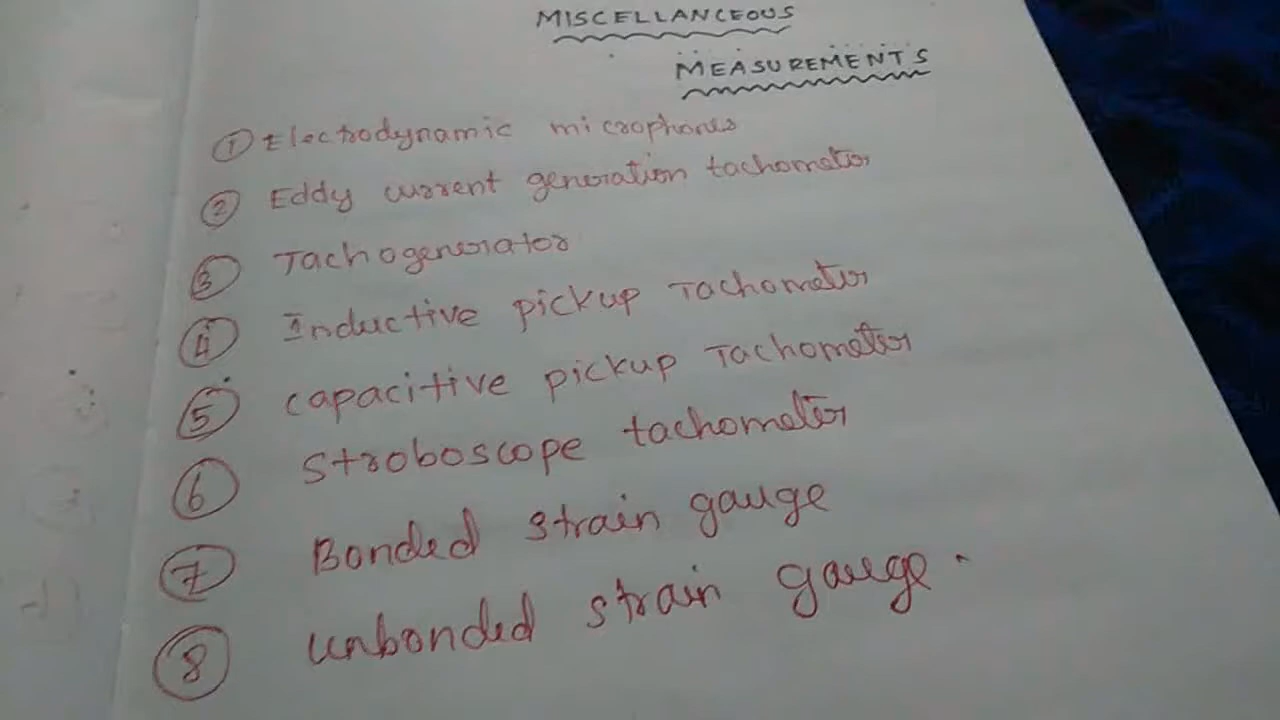 MISCELLANCEOUS
MEASUREMENTS
① Electrodynamic microphones
② Eddy current generation tachometer
③ Tachogenerator
④ Inductive pickup Tachometer
⑤ Capacitive pickup Tachometer
⑥ Stroboscope tachometer
⑦ Bonded strain gauge
⑧ unbonded strain gauge.